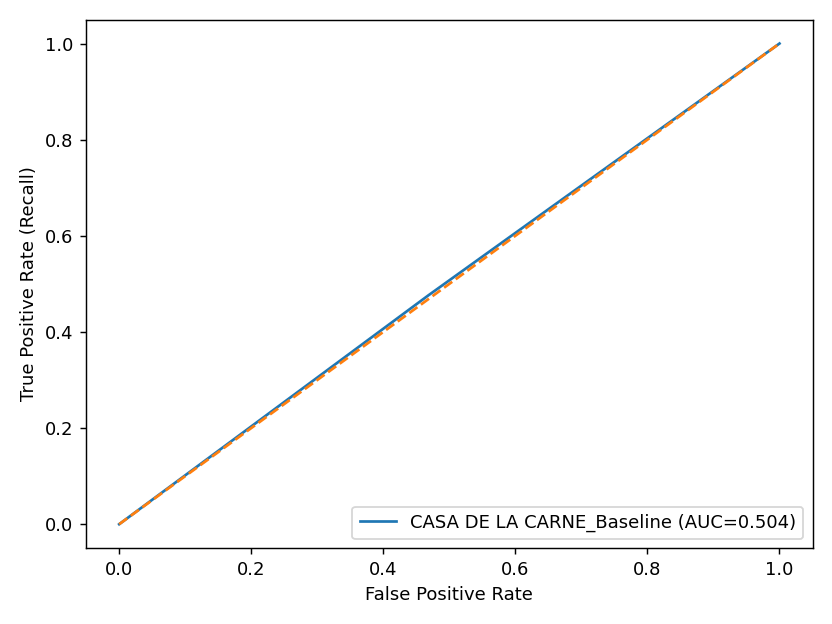 1.0
0.8
0.6
0.4
0.2
0.0
True Positive Rate (Recall)
CASA DE LA CARNE_Baseline (AUC=0.504)
0.0 0.2 0.4 0.6 0.8 1.0
False Positive Rate